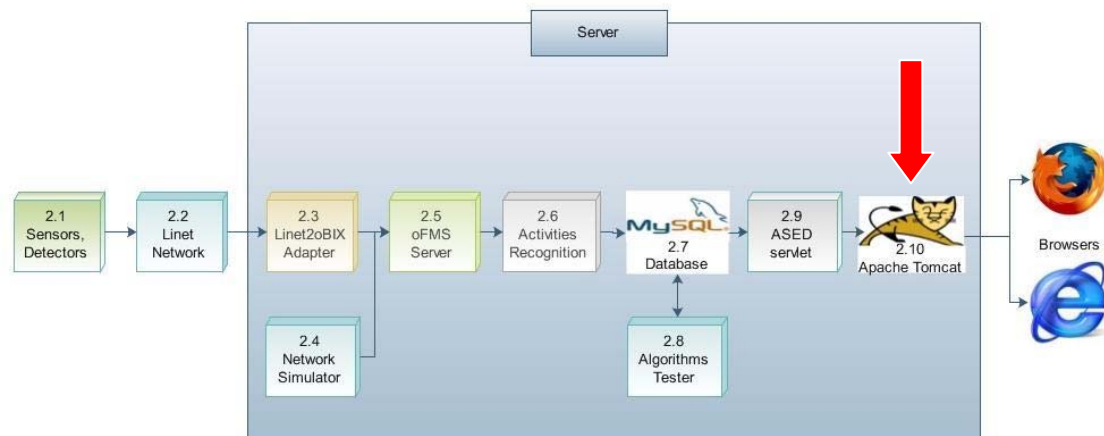 Server
2.1
Sensors,
Detectors
2.2
Linet
Network
2.3
Linet2oBIX
Adapter
2.5
oFMS
Server
2.6
Activities
Recognition
MySQL
2.7
Database
2.9
ASED
servlet
2.10
Apache Tomcat
Browsers
2.4
Network
Simulator
2.8
Algorithms
Tester